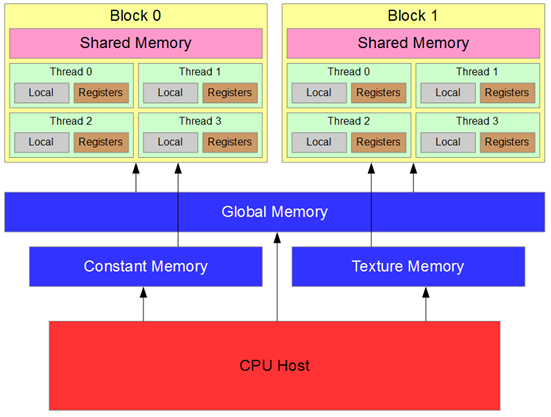 Block 0
Block 1
Shared Memory
Shared Memory
Thread 0
Thread 1
Thread 0
Thread 1
Local
Registers
Local
Registers
Local
Registers
Local
Registers
Thread 2
Thread 3
Thread 2
Thread 3
Local
Registers
Local
Registers
Local
Registers
Local
Registers
Global Memory
Constant Memory
Texture Memory
CPU Host